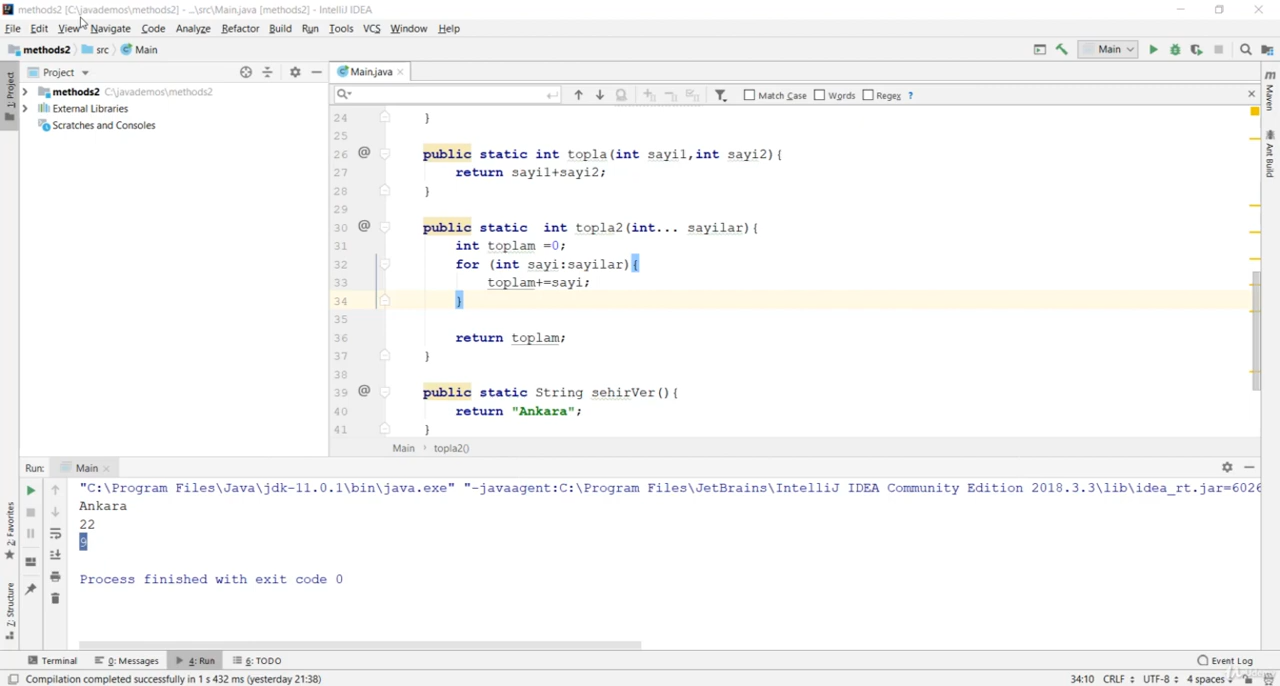 methods2 [C:\javademos\methods2] - ...\src\Main.java [methods2] - IntelliJ IDEA
File Edit View Navigate Code Analyze Refactor Build Run Tools VCS Window Help
methods2 src Main Main
Project Main.java
1: Project
methods2 C:\javademos\methods2
External Libraries
Scratches and Consoles
Match Case Words Regex ?
Maven
Ant Build
24 }
25
26 @ public static int topla(int sayi1,int sayi2){
27 return sayi1+sayi2;
28 }
29
30 @ public static int topla2(int... sayilar){
31 int toplam =0;
32 for (int sayi:sayilar){
33 toplam+=sayi;
34 }
35
36 return toplam;
37 }
38
39 @ public static String sehirVer(){
40 return "Ankara";
41 }
Main › topla2()
Run: Main
"C:\Program Files\Java\jdk-11.0.1\bin\java.exe" "-javaagent:C:\Program Files\JetBrains\IntelliJ IDEA Community Edition 2018.3.3\lib\idea_rt.jar=6026
Ankara
22
9
Process finished with exit code 0
2: Favorites
Z: Structure
Terminal 0: Messages 4: Run 6: TODO Event Log
Compilation completed successfully in 1 s 432 ms (yesterday 21:38) 34:10 CRLF UTF-8 4 spaces